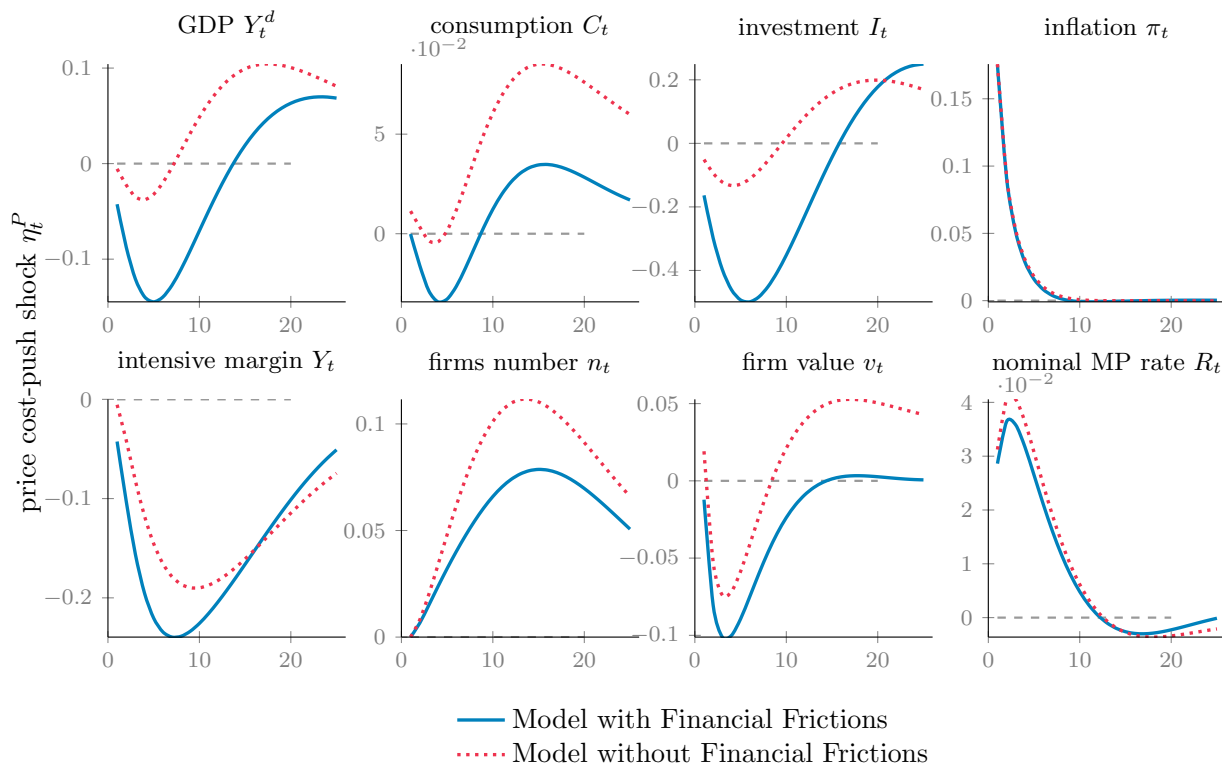 GDP $Y_t^d$
consumption $C_t$
investment $I_t$
inflation $\pi_t$
·10⁻²
0.1
0
−0.1
0 10 20
5
0
0 10 20
0.2
0
−0.2
−0.4
0 10 20
0.15
0.1
0.05
0
0 10 20
price cost-push shock $\eta_t^P$
intensive margin $Y_t$
firms number $n_t$
firm value $v_t$
nominal MP rate $R_t$
·10⁻²
0
−0.1
−0.2
0 10 20
0.1
0.05
0
0 10 20
0.05
0
−0.05
−0.1
0 10 20
4
3
2
1
0
0 10 20
Model with Financial Frictions
Model without Financial Frictions